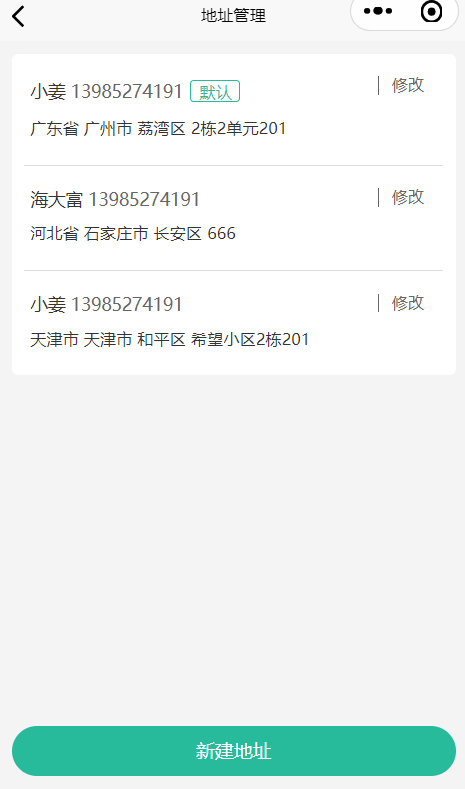 地址管理
小姜 13985274191 默认
修改
广东省 广州市 荔湾区 2栋2单元201
海大富 13985274191
修改
河北省 石家庄市 长安区 666
小姜 13985274191
修改
天津市 天津市 和平区 希望小区2栋201
新建地址